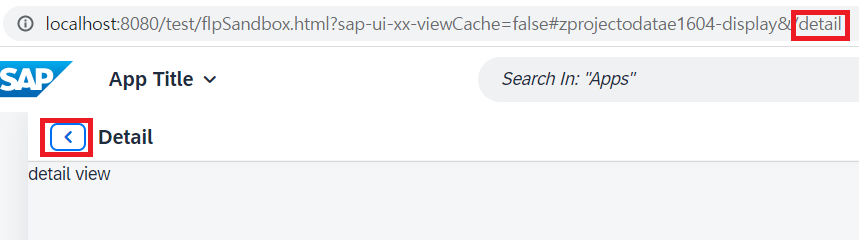 localhost:8080/test/flpSandbox.html?sap-ui-xx-viewCache=false#zprojectodatae1604-display&/detail
SAP App Title Search In: "Apps"
Detail
detail view